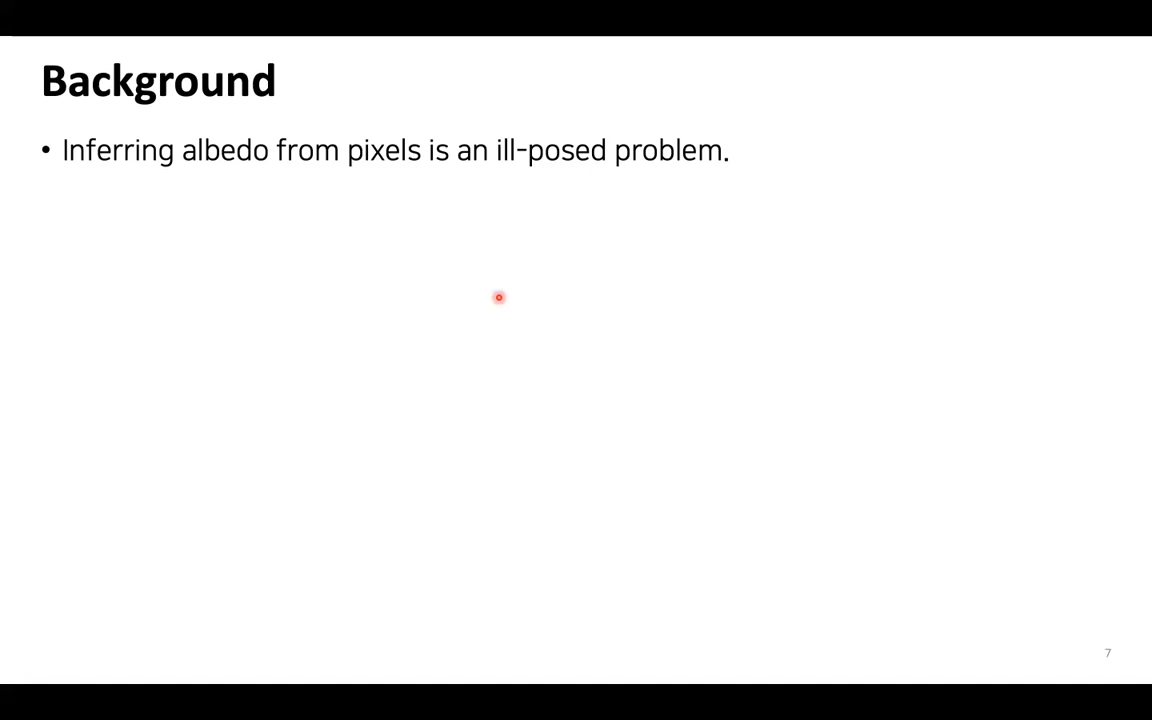 Background
• Inferring albedo from pixels is an ill-posed problem.
7